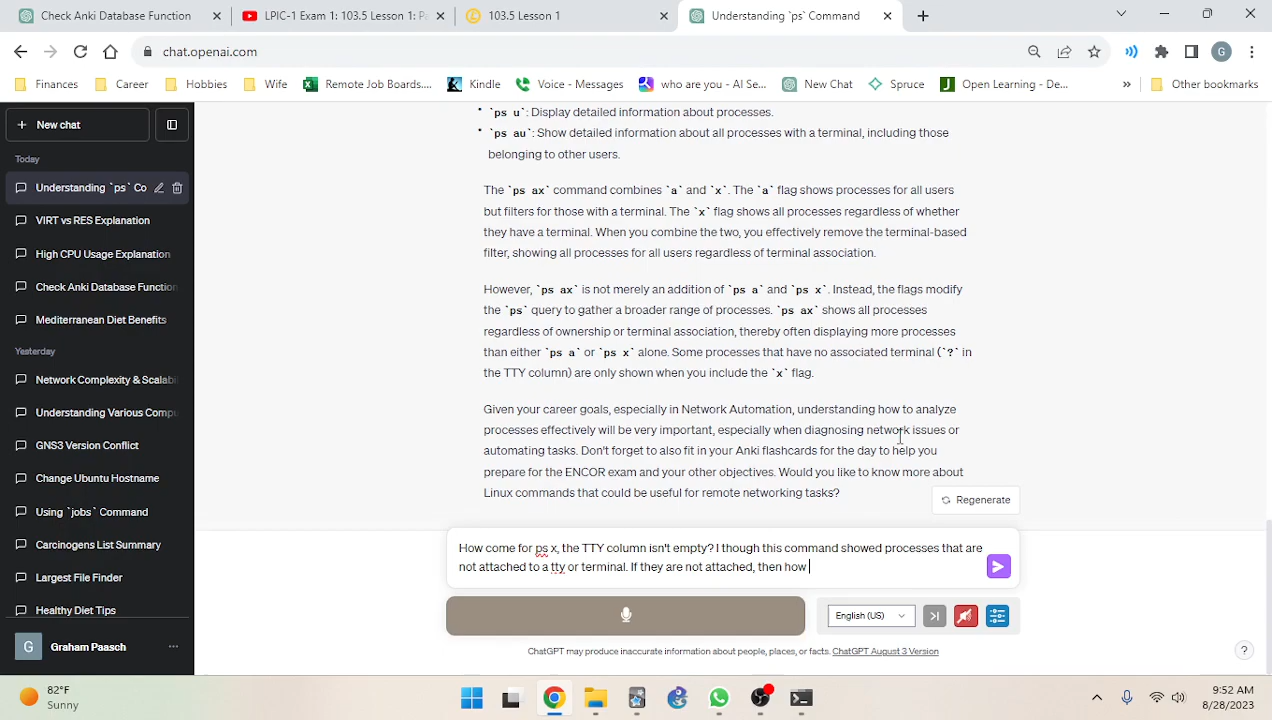 Check Anki Database Function
LPIC-1 Exam 1: 103.5 Lesson 1: Pa
103.5 Lesson 1
Understanding `ps` Command
chat.openai.com
G
Finances
Career
Hobbies
Wife
Remote Job Boards....
Kindle
Voice - Messages
who are you - AI Se...
New Chat
Spruce
Open Learning - De...
»
Other bookmarks
New chat
Today
Understanding `ps` Co
VIRT vs RES Explanation
High CPU Usage Explanation
Check Anki Database Function
Mediterranean Diet Benefits
Yesterday
Network Complexity & Scalabi
Understanding Various Compu
GNS3 Version Conflict
Change Ubuntu Hostname
Using `jobs` Command
Carcinogens List Summary
Largest File Finder
Healthy Diet Tips
G
Graham Paasch
...
• `ps u`: Display detailed information about processes.
• `ps au`: Show detailed information about all processes with a terminal, including those
belonging to other users.
The `ps ax` command combines `a` and `x`. The `a` flag shows processes for all users
but filters for those with a terminal. The `x` flag shows all processes regardless of whether
they have a terminal. When you combine the two, you effectively remove the terminal-based
filter, showing all processes for all users regardless of terminal association.
However, `ps ax` is not merely an addition of `ps a` and `ps x`. Instead, the flags modify
the `ps` query to gather a broader range of processes. `ps ax` shows all processes
regardless of ownership or terminal association, thereby often displaying more processes
than either `ps a` or `ps x` alone. Some processes that have no associated terminal (`?` in
the TTY column) are only shown when you include the `x` flag.
Given your career goals, especially in Network Automation, understanding how to analyze
processes effectively will be very important, especially when diagnosing network issues or
automating tasks. Don't forget to also fit in your Anki flashcards for the day to help you
prepare for the ENCOR exam and your other objectives. Would you like to know more about
Linux commands that could be useful for remote networking tasks?
Regenerate
How come for ps x, the TTY column isn't empty? I though this command showed processes that are
not attached to a tty or terminal. If they are not attached, then how
English (US)
ChatGPT may produce inaccurate information about people, places, or facts. ChatGPT August 3 Version
?
82°F
Sunny
9:52 AM
8/28/2023